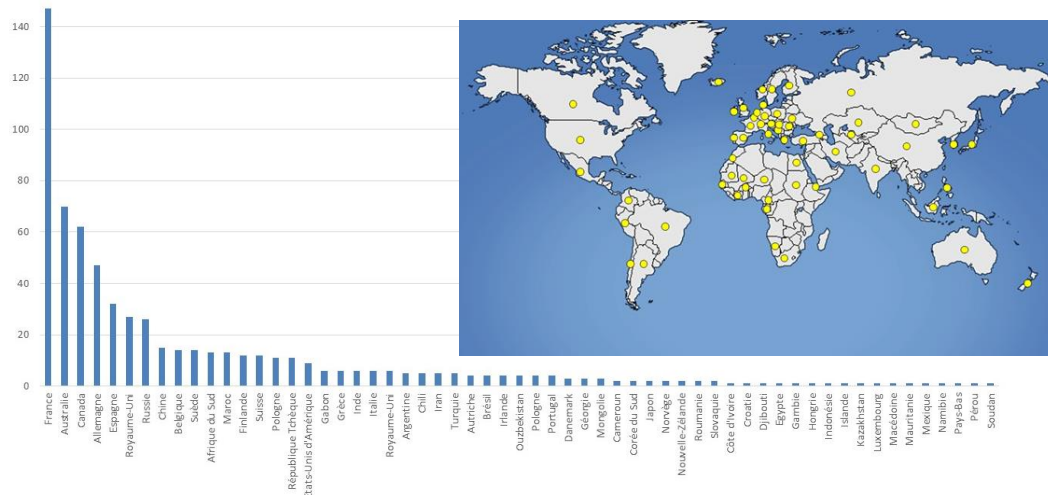 140
120
100
80
60
40
20
0
France
Australie
Canada
Allemagne
Espagne
Royaume-Uni
Russie
Chine
Belgique
Suède
Afrique du Sud
Maroc
Finlande
Suisse
Pologne
République Tchèque
tats-Unis d'Amérique
Gabon
Grèce
Inde
Italie
Royaume-Uni
Argentine
Chili
Iran
Turquie
Autriche
Brésil
Irlande
Ouzbekistan
Pologne
Portugal
Danemark
Géorgie
Mongolie
Cameroun
Corée du Sud
Japon
Norvège
Nouvelle-Zélande
Roumanie
Slovaquie
Côte d'Ivoire
Croatie
Djibouti
Egypte
Gambie
Hongrie
Indonésie
Islande
Kazakhstan
Luxembourg
Macédoine
Mauritanie
Mexique
Namibie
Pays-Bas
Pérou
Soudan